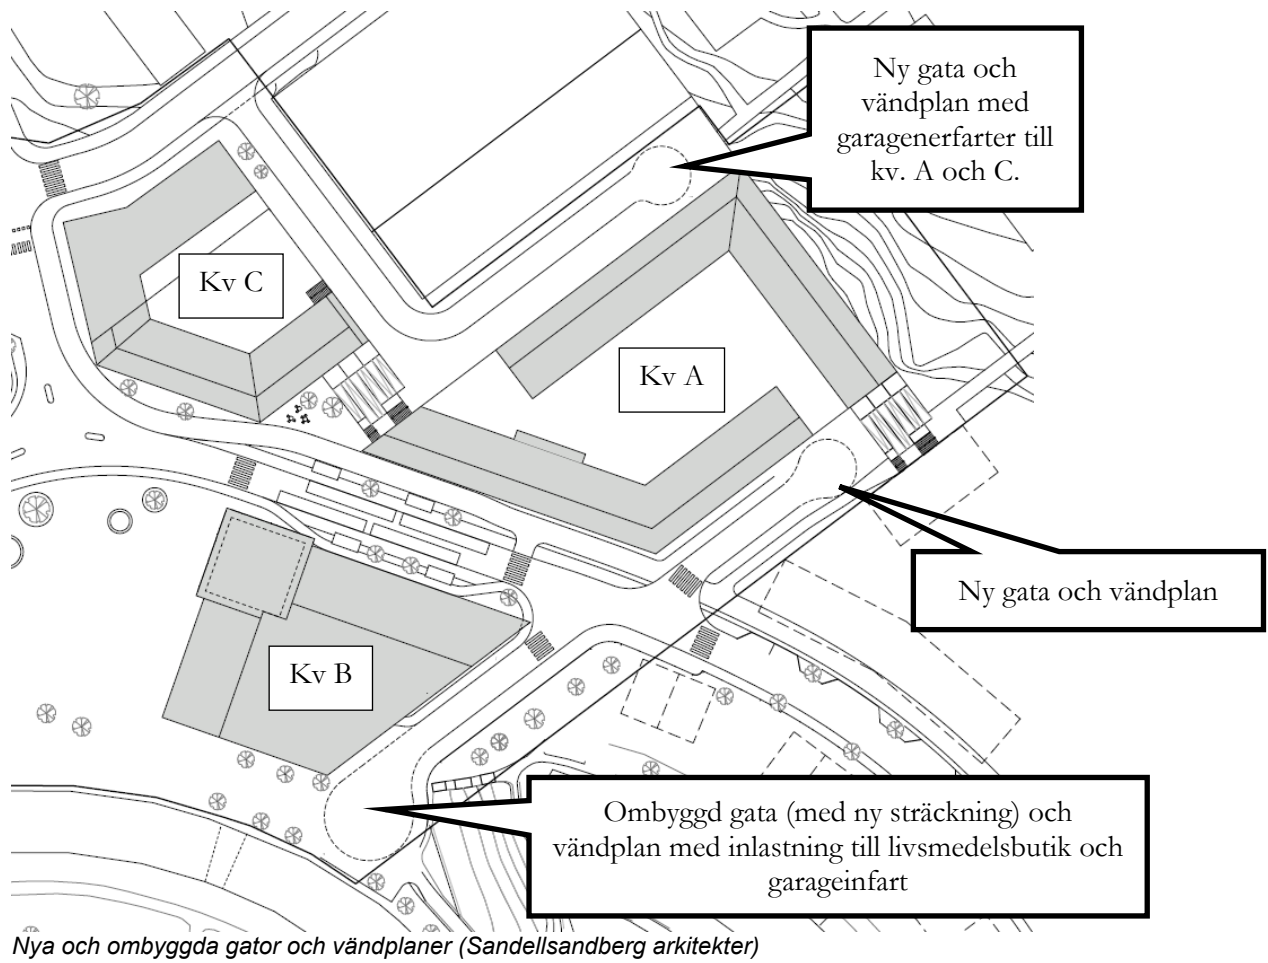 Ny gata och
vändplan med
garagenerfarter till
kv. A och C.
Kv C
Kv A
Ny gata och vändplan
Kv B
Ombyggd gata (med ny sträckning) och
vändplan med inlastning till livsmedelsbutik och
garageinfart
Nya och ombyggda gator och vändplaner (Sandellsandberg arkitekter)